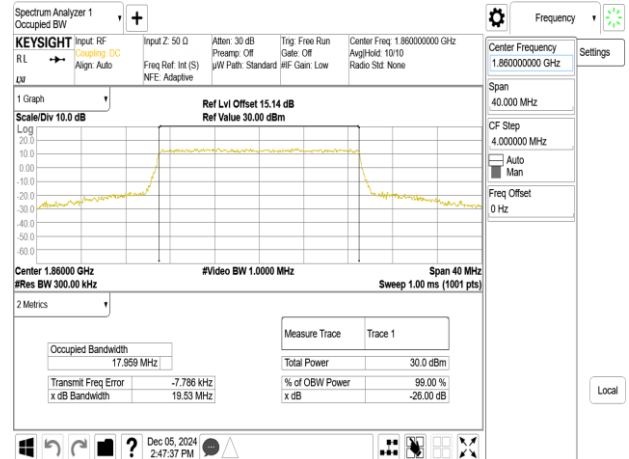 Spectrum Analyzer 1
Occupied BW
Frequency
KEYSIGHT Input: RF Input Z: 50 Ω Atten: 30 dB Trig: Free Run Center Freq: 1.860000000 GHz
RL Coupling: DC Preamp: Off Gate: Off Avg|Hold: 10/10
Align: Auto Freq Ref: Int (S) µW Path: Standard #IF Gain: Low Radio Std: None
NFE: Adaptive
LXI
Center Frequency
1.860000000 GHz
Settings
Span
40.000 MHz
CF Step
4.000000 MHz
Auto
Man
Freq Offset
0 Hz
Local
1 Graph
Ref Lvl Offset 15.14 dB
Scale/Div 10.0 dB Ref Value 30.00 dBm
Log
20.0
10.0
0.00
-10.0
-20.0
-30.0
-40.0
-50.0
-60.0
Center 1.86000 GHz #Video BW 1.0000 MHz Span 40 MHz
#Res BW 300.00 kHz Sweep 1.00 ms (1001 pts)
2 Metrics
Measure Trace Trace 1
Occupied Bandwidth
17.959 MHz
Total Power 30.0 dBm
Transmit Freq Error -7.786 kHz % of OBW Power 99.00 %
x dB Bandwidth 19.53 MHz x dB -26.00 dB
Dec 05, 2024
2:47:37 PM